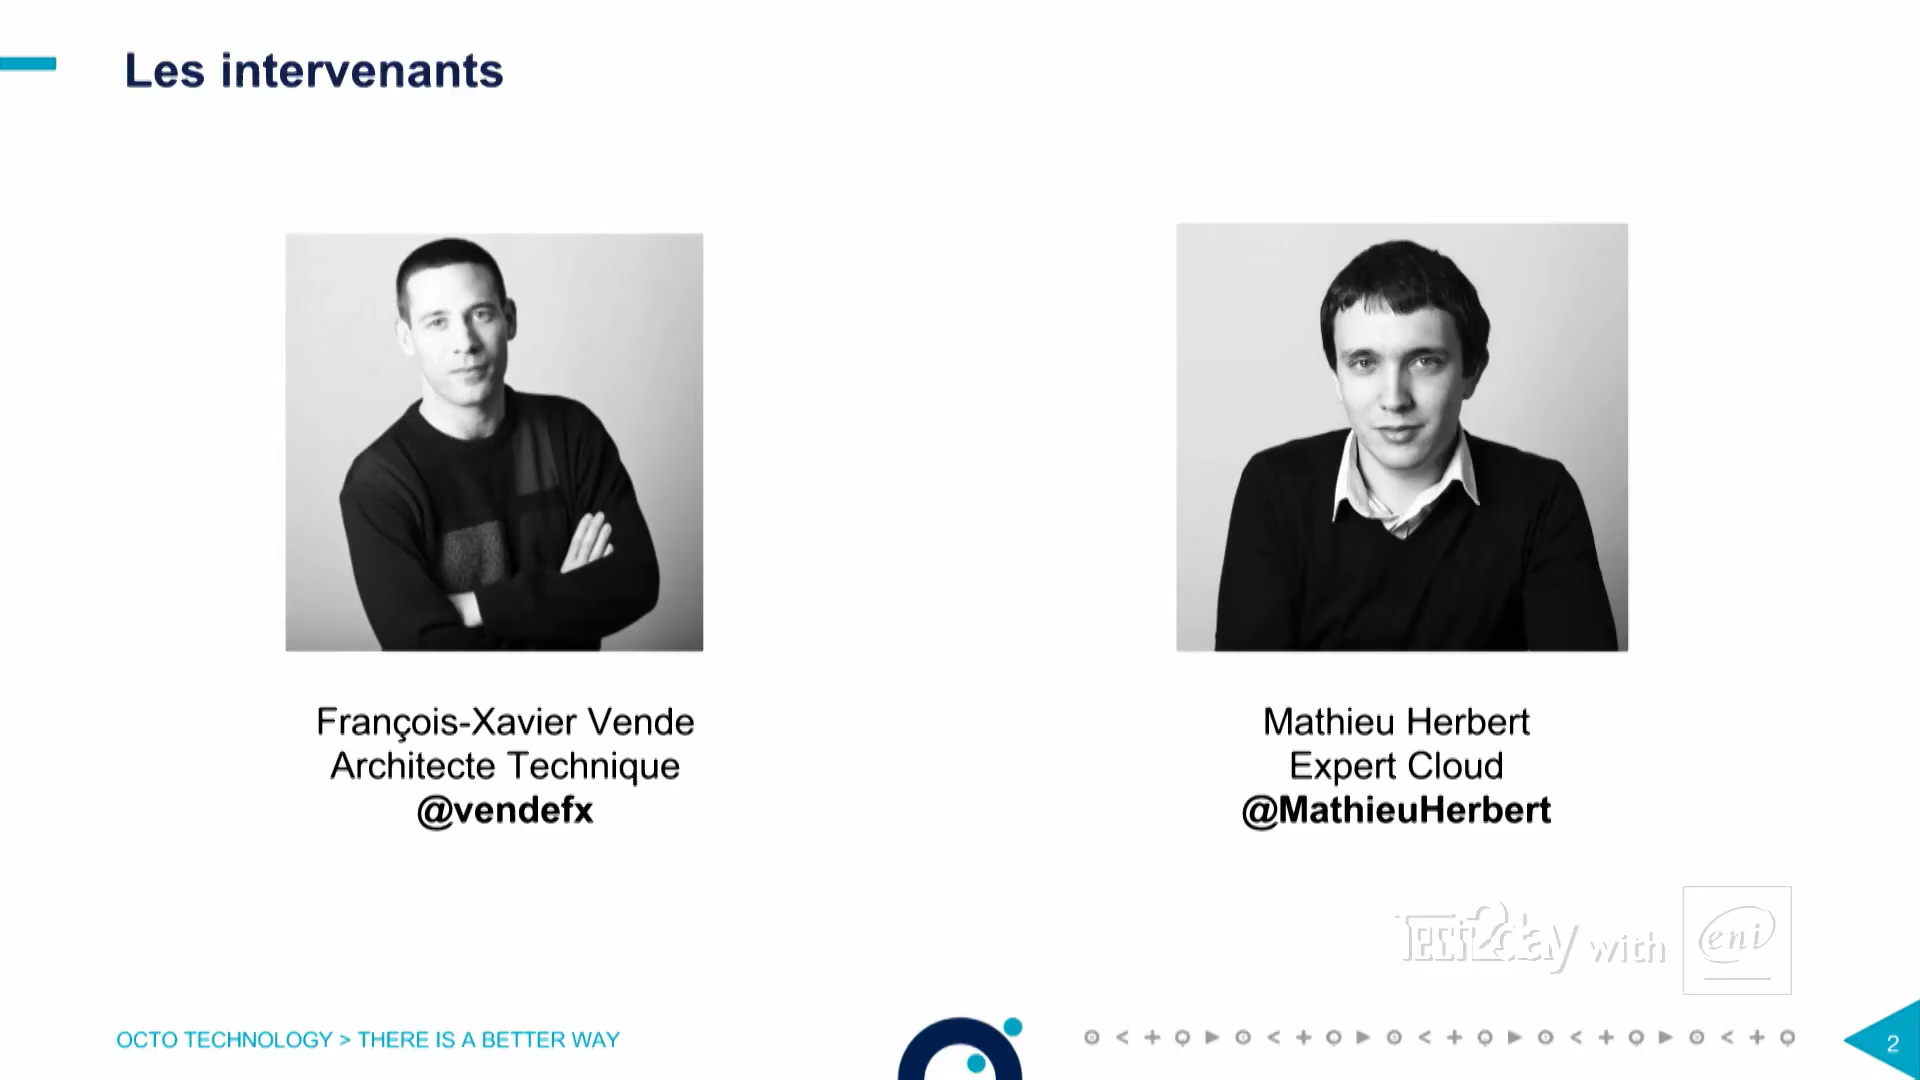 Les intervenants
François-Xavier Vende
Architecte Technique
@vendefx
Mathieu Herbert
Expert Cloud
@MathieuHerbert
Tech2day with eni
OCTO TECHNOLOGY > THERE IS A BETTER WAY
2